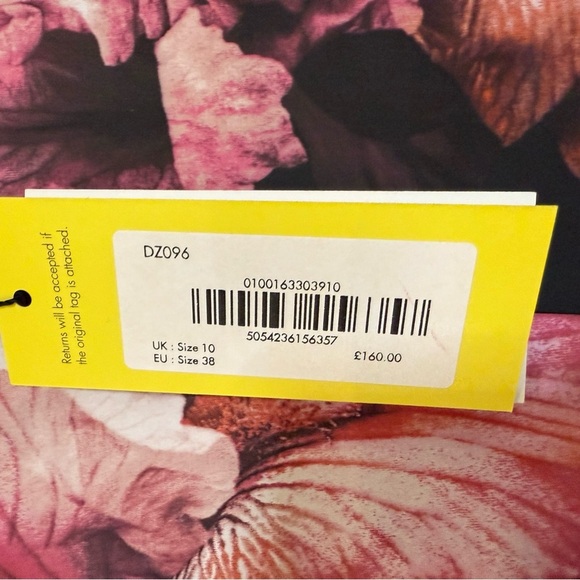 Returns will be accepted if
the original tag is attached.
DZ096
0100163303910
5054236156357
UK : Size 10
EU : Size 38
£160.00